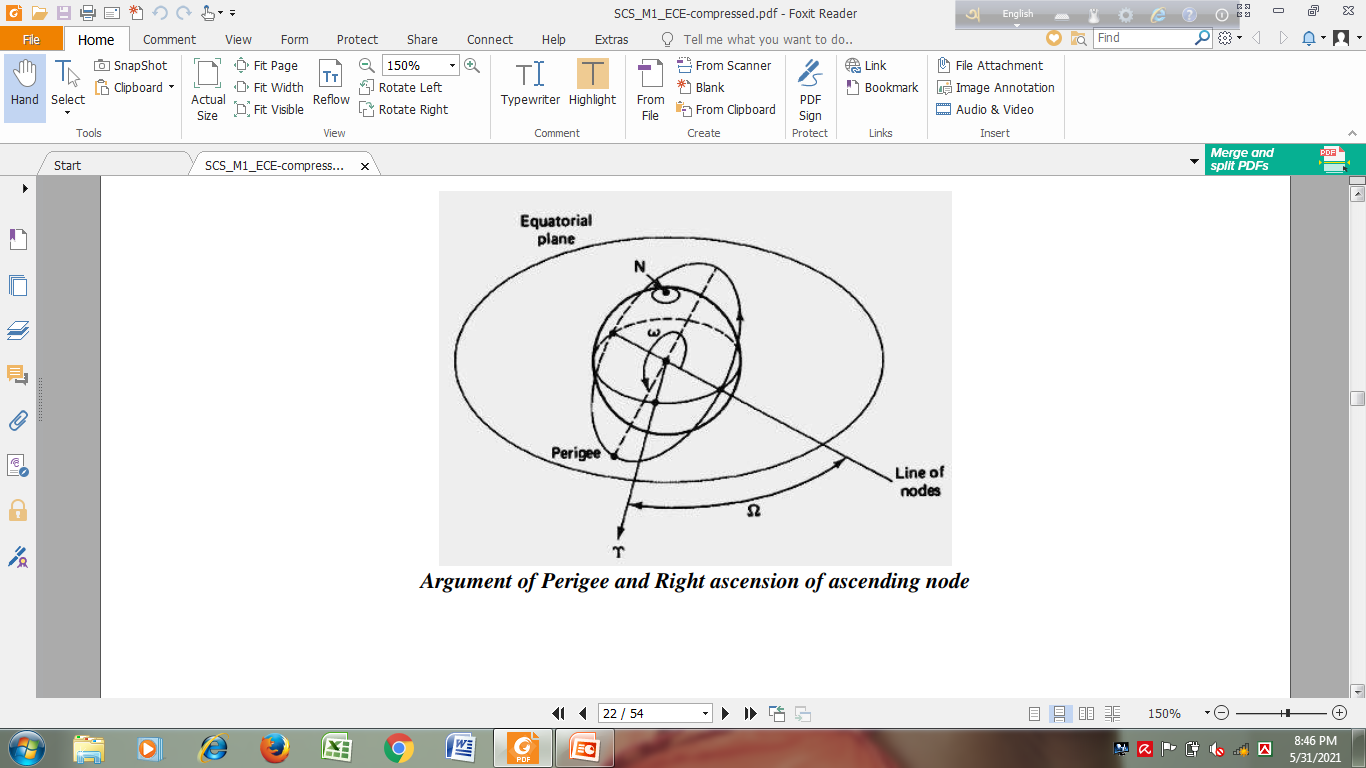 SCS_M1_ECE-compressed.pdf - Foxit Reader
English
File
Home
Comment
View
Form
Protect
Share
Connect
Help
Extras
Tell me what you want to do..
Find
Hand
Select
SnapShot
Clipboard
Tools
Actual
Size
Fit Page
Fit Width
Fit Visible
Reflow
150%
Rotate Left
Rotate Right
View
Typewriter
Highlight
Comment
From
File
From Scanner
Blank
From Clipboard
Create
PDF
Sign
Protect
Link
Bookmark
Links
File Attachment
Image Annotation
Audio & Video
Insert
Start
SCS_M1_ECE-compress...
Merge and
split PDFs
PDF
Equatorial
plane
N
ω
Perigee
Line of
nodes
Ω
ϒ
Argument of Perigee and Right ascension of ascending node
22 / 54
150%
PDF
8:46 PM
5/31/2021